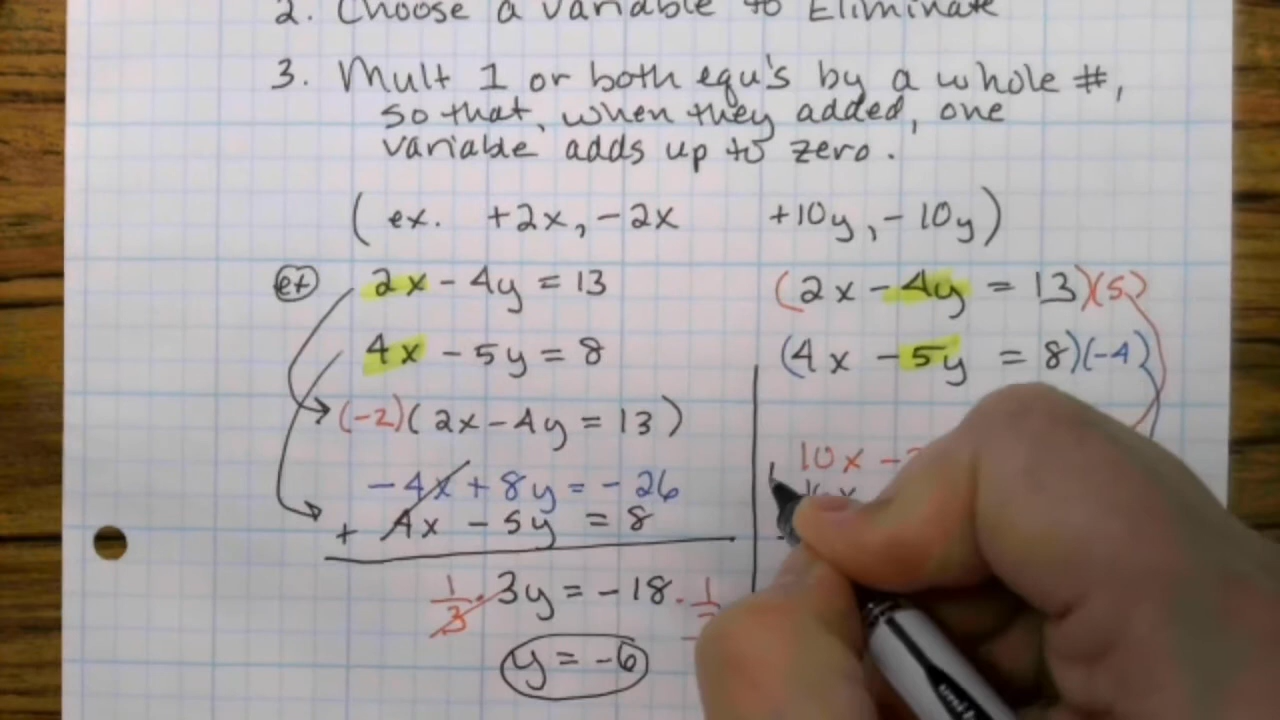 2. Choose a variable to Eliminate
3. Mult 1 or both equ's by a whole #,
so that, when they added, one
variable adds up to zero.
(ex. +2x, -2x +10y, -10y)
ex 2x - 4y = 13
4x - 5y = 8
(-2)(2x - 4y = 13)
-4x + 8y = -26
+ 4x - 5y = 8
1/3 · 3y = -18 · 1/
y = -6
(2x - 4y = 13)(5)
(4x - 5y = 8)(-4)
10x -
uni